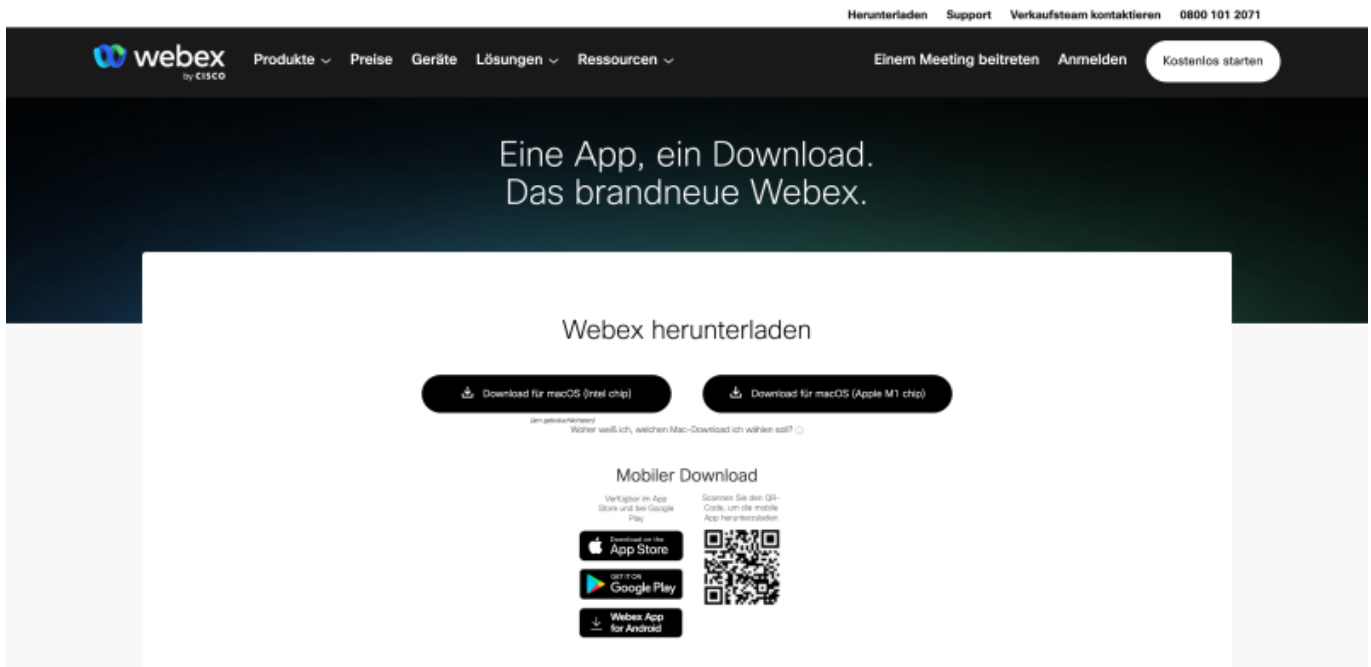 Herunterladen Support Verkaufsteam kontaktieren 0800 101 2071
webex Produkte Preise Geräte Lösungen Ressourcen Einem Meeting beitreten Anmelden Kostenlos starten
by CISCO
Eine App, ein Download.
Das brandneue Webex.
Webex herunterladen
Download für macOS (Intel chip) Download für macOS (Apple M1 chip)
Woher weiß ich, welchen Mac-Download ich wählen soll?
Mobiler Download
Verfügbar im App
Store und bei Google
Play
Scannen Sie den QR-
Code, um die mobile
App herunterzuladen
Download on the
App Store
GET IT ON
Google Play
Webex App
for Android